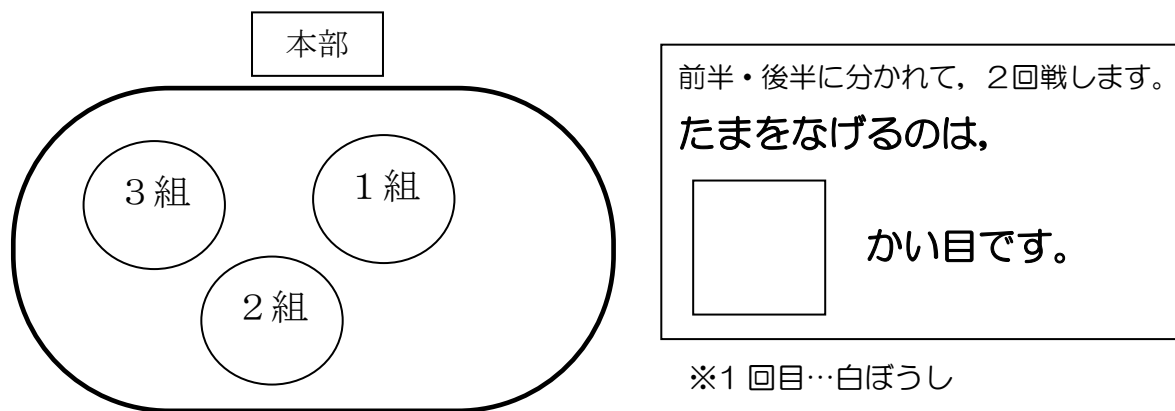 本部
３組
１組
２組
前半・後半に分かれて，２回戦します。
たまをなげるのは，
かい目です。
※1 回目…白ぼうし